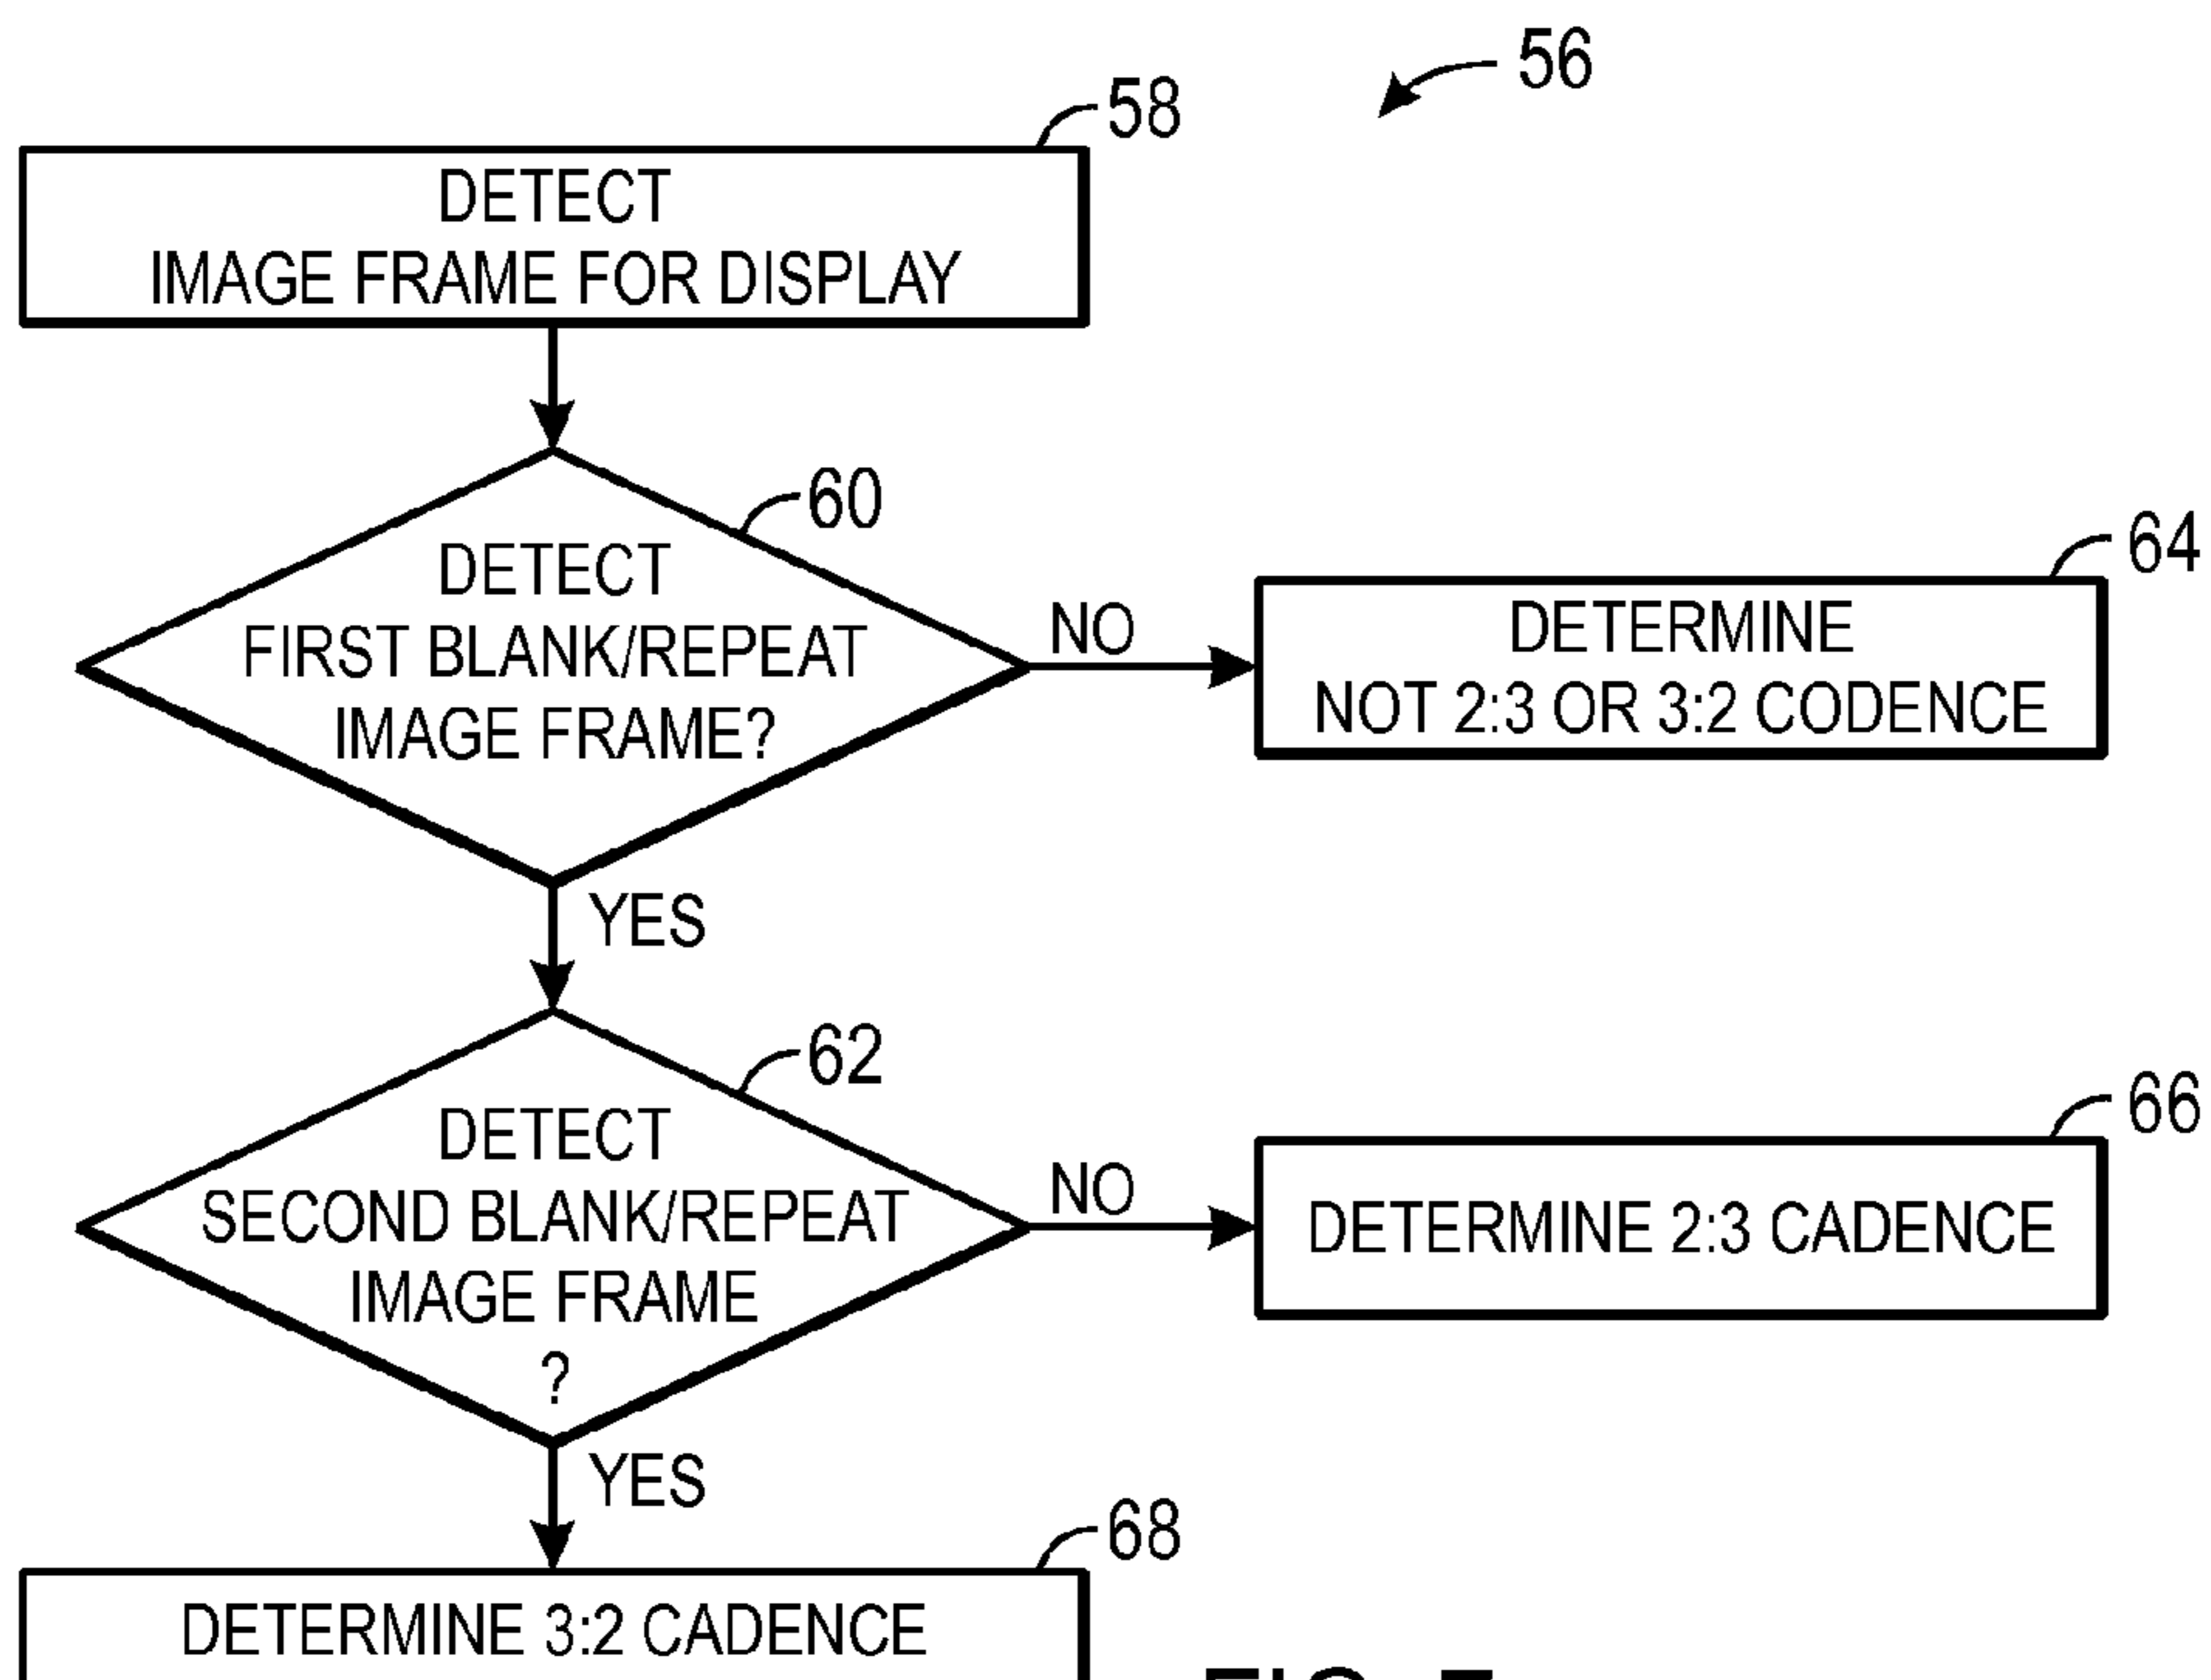 56
58
DETECT
IMAGE FRAME FOR DISPLAY
60
DETECT
FIRST BLANK/REPEAT
IMAGE FRAME?
NO
64
DETERMINE
NOT 2:3 OR 3:2 CODENCE
YES
62
DETECT
SECOND BLANK/REPEAT
IMAGE FRAME
?
NO
66
DETERMINE 2:3 CADENCE
YES
68
DETERMINE 3:2 CADENCE